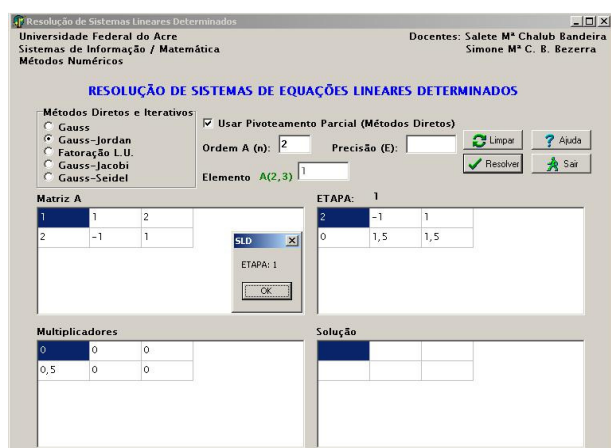 Resolução de Sistemas Lineares Determinados
Universidade Federal do Acre
Sistemas de Informação / Matemática
Métodos Numéricos
Docentes: Salete Mª Chalub Bandeira
Simone Mª C. B. Bezerra
RESOLUÇÃO DE SISTEMAS DE EQUAÇÕES LINEARES DETERMINADOS
Métodos Diretos e Iterativos
Gauss
Gauss-Jordan
Fatoração L.U.
Gauss-Jacobi
Gauss-Seidel
Usar Pivoteamento Parcial (Métodos Diretos)
Ordem A (n): 2 Precisão (E):
Elemento A(2,3) 1
Limpar Ajuda
Resolver Sair
Matriz A
1 1 2
2 -1 1
SLD
ETAPA: 1
OK
ETAPA: 1
2 -1 1
0 1,5 1,5
Multiplicadores
0 0 0
0,5 0 0
Solução